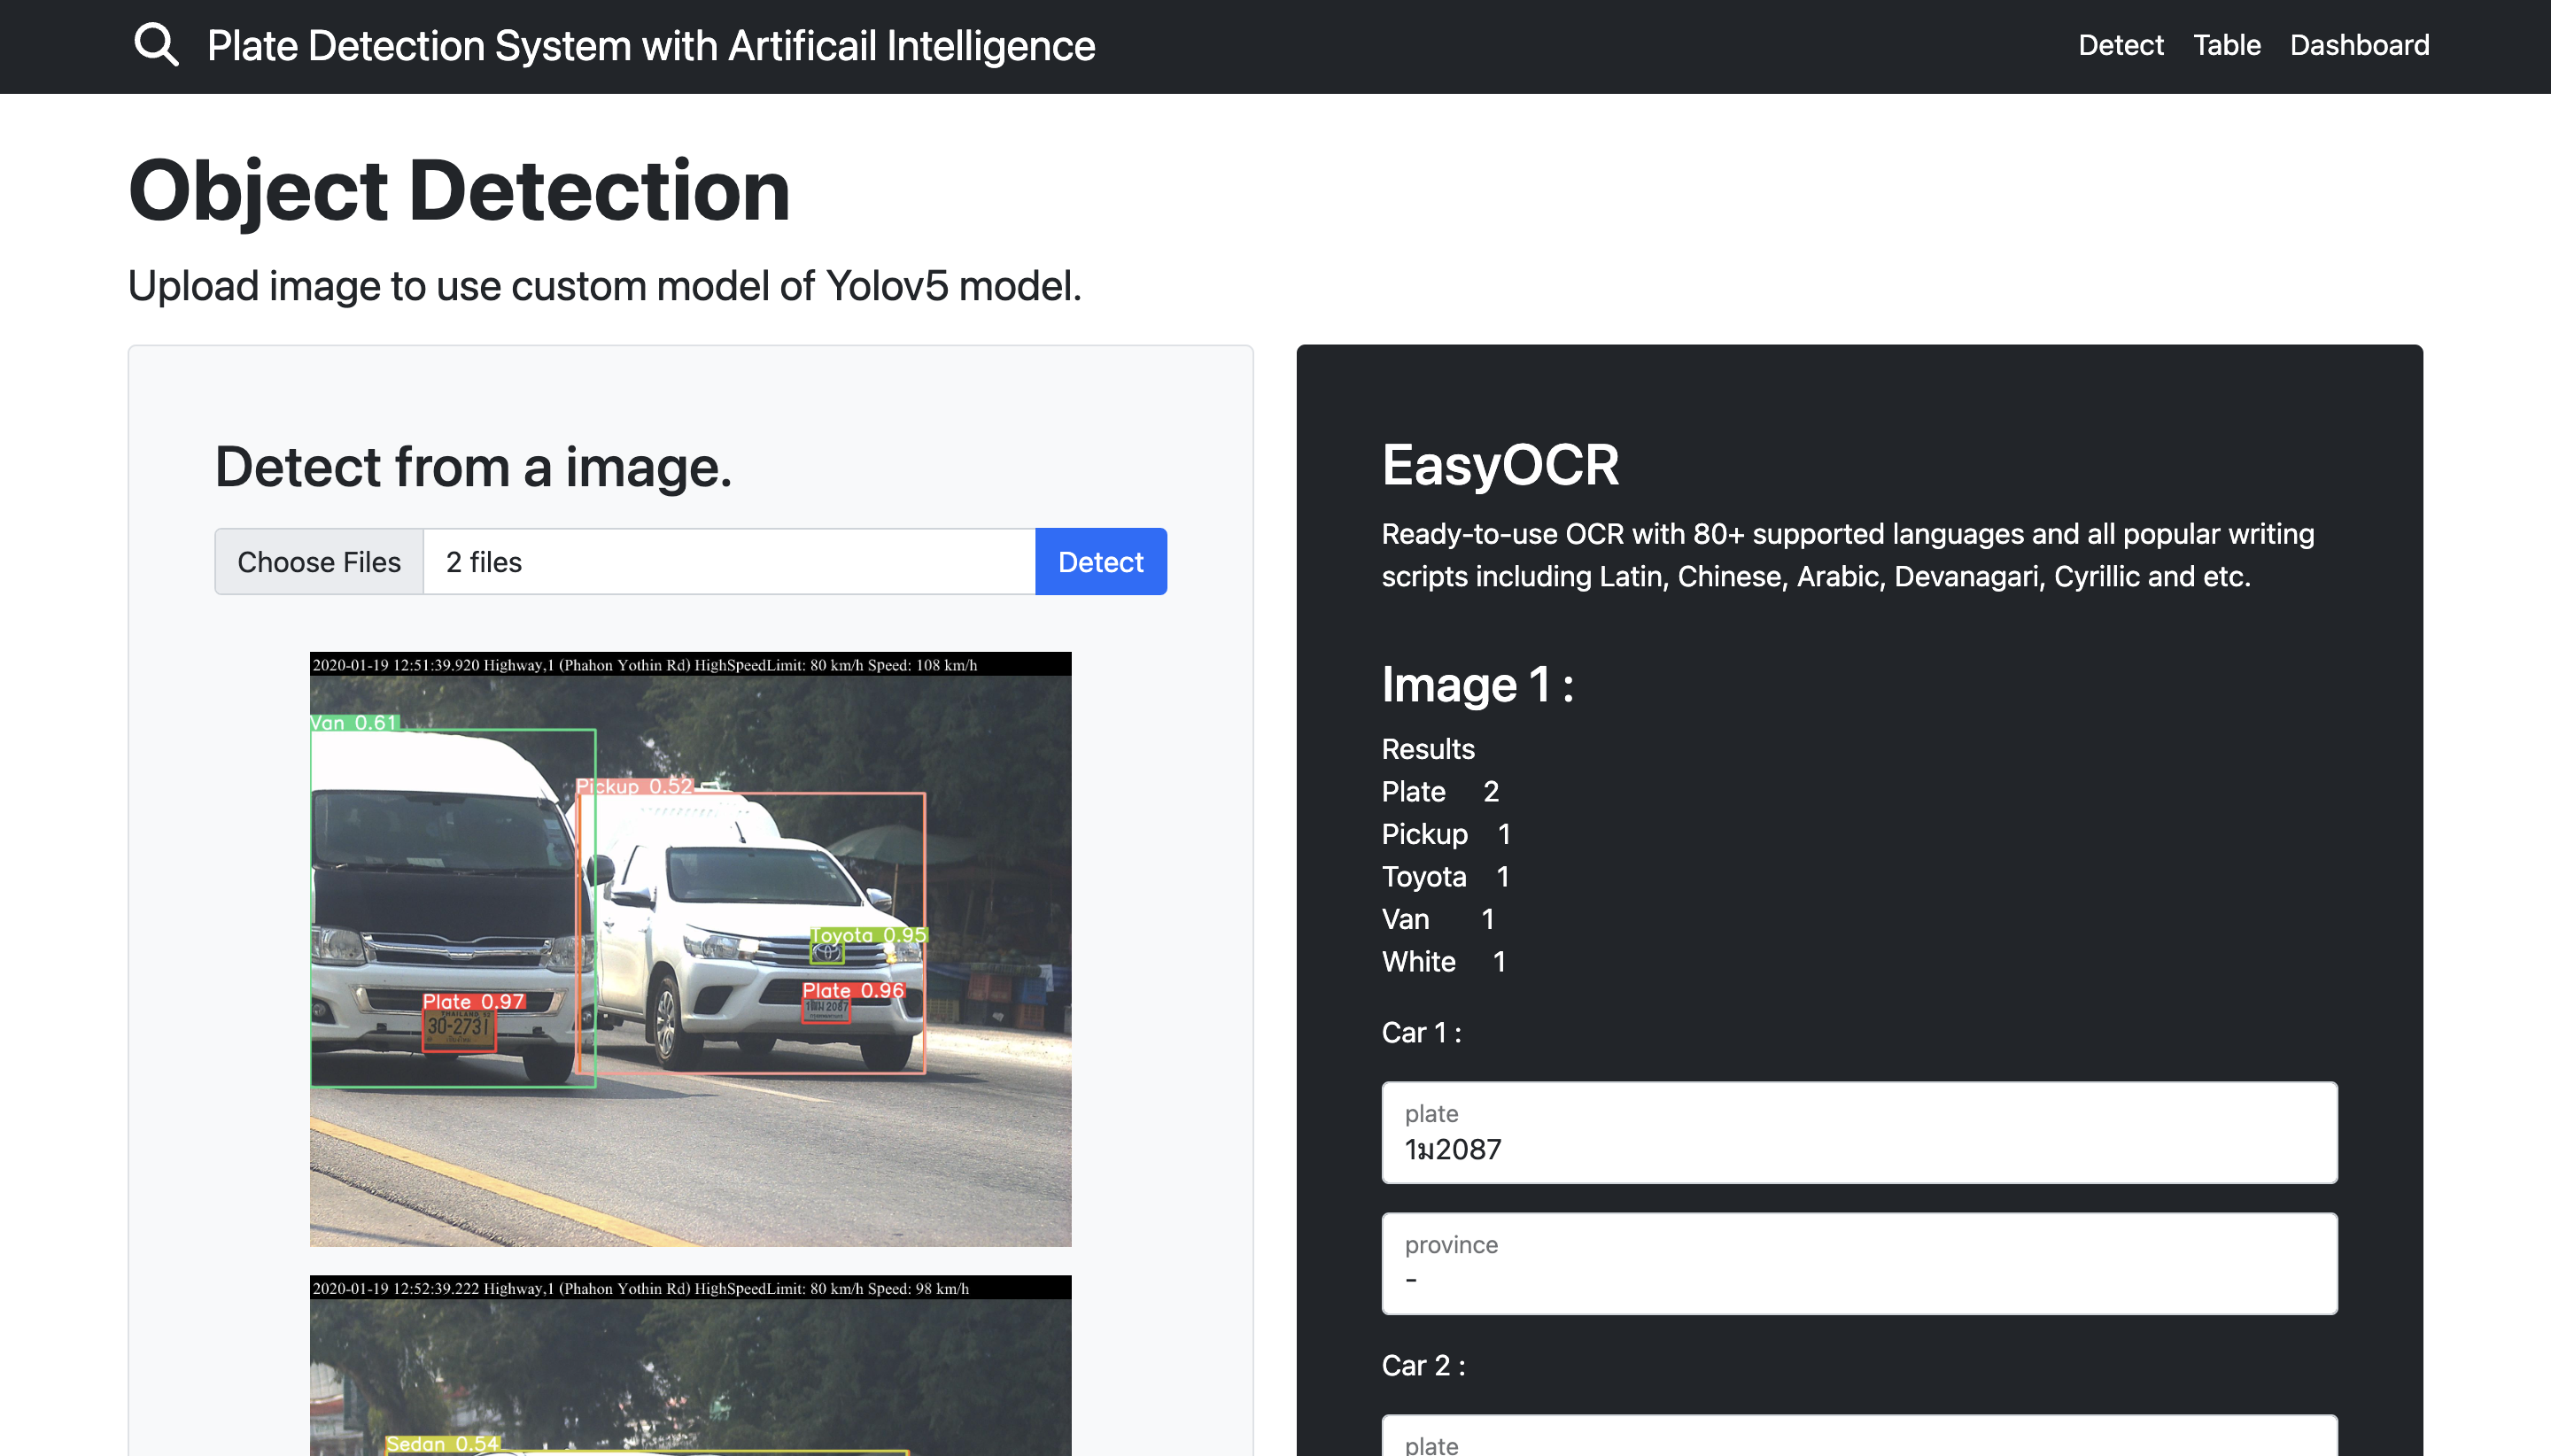 Plate Detection System with Artificail Intelligence
Detect Table Dashboard
Object Detection
Upload image to use custom model of Yolov5 model.
Detect from a image.
Choose Files 2 files Detect
2020-01-19 12:51:39.920 Highway,1 (Phahon Yothin Rd) HighSpeedLimit: 80 km/h Speed: 108 km/h
Van 0.61
Pickup 0.52
Toyota 0.95
Plate 0.96
2087
Plate 0.97
THAILAND
30-2731
2020-01-19 12:52:39.222 Highway,1 (Phahon Yothin Rd) HighSpeedLimit: 80 km/h Speed: 98 km/h
Sedan 0.54
EasyOCR
Ready-to-use OCR with 80+ supported languages and all popular writing
scripts including Latin, Chinese, Arabic, Devanagari, Cyrillic and etc.
Image 1 :
Results
Plate 2
Pickup 1
Toyota 1
Van 1
White 1
Car 1 :
plate
1ม2087
province
-
Car 2 :
plate